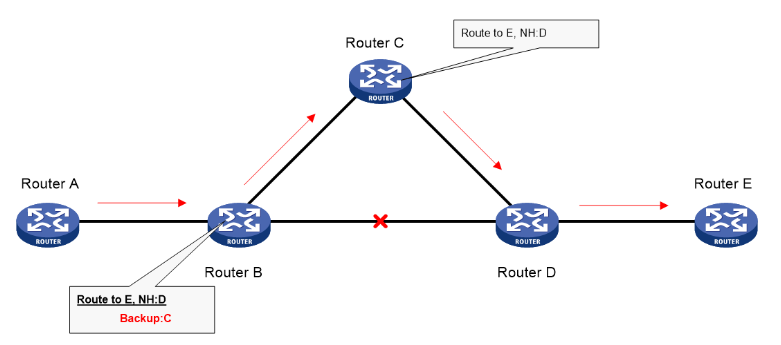 Route to E, NH:D
Router C
ROUTER
Router A
Router E
ROUTER
ROUTER
ROUTER
ROUTER
Router B
Router D
Route to E, NH:D
Backup:C